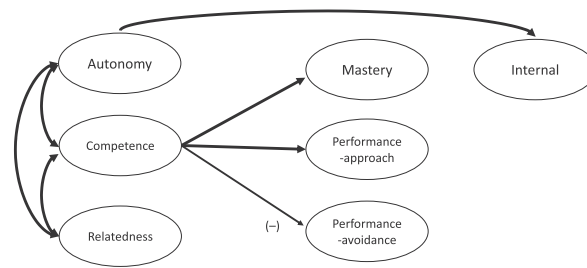 Autonomy
Mastery
Internal
Competence
Performance
-approach
(–)
Performance
-avoidance
Relatedness